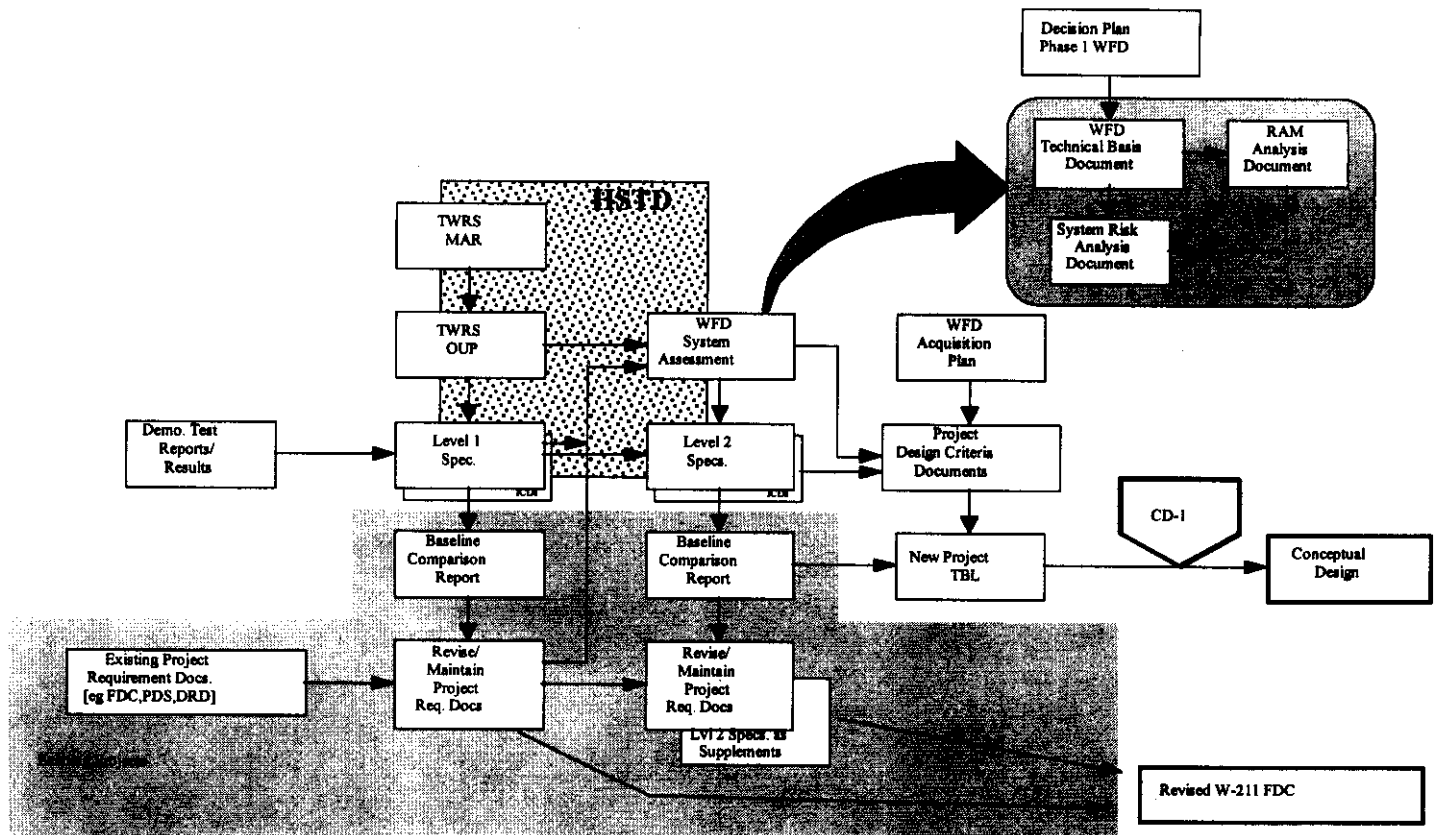 Decision Plan
Phase 1 WFD
WFD
Technical Basis
Document
RAM
Analysis
Document
System Risk
Analysis
Document
HSTD
TWRS
MAR
TWRS
OUP
WFD
System
Assessment
WFD
Acquisition
Plan
Demo. Test
Reports/
Results
Level 1
Spec.
Level 2
Specs.
Project
Design Criteria
Documents
Baseline
Comparison
Report
Baseline
Comparison
Report
New Project
TBL
CD-1
Conceptual
Design
Existing Project
Requirement Docs.
[eg FDC,PDS,DRD]
Revise/
Maintain
Project
Req. Docs
Revise/
Maintain
Project
Req. Docs
Lvl 2 Specs. as
Supplements
Revised W-211 FDC